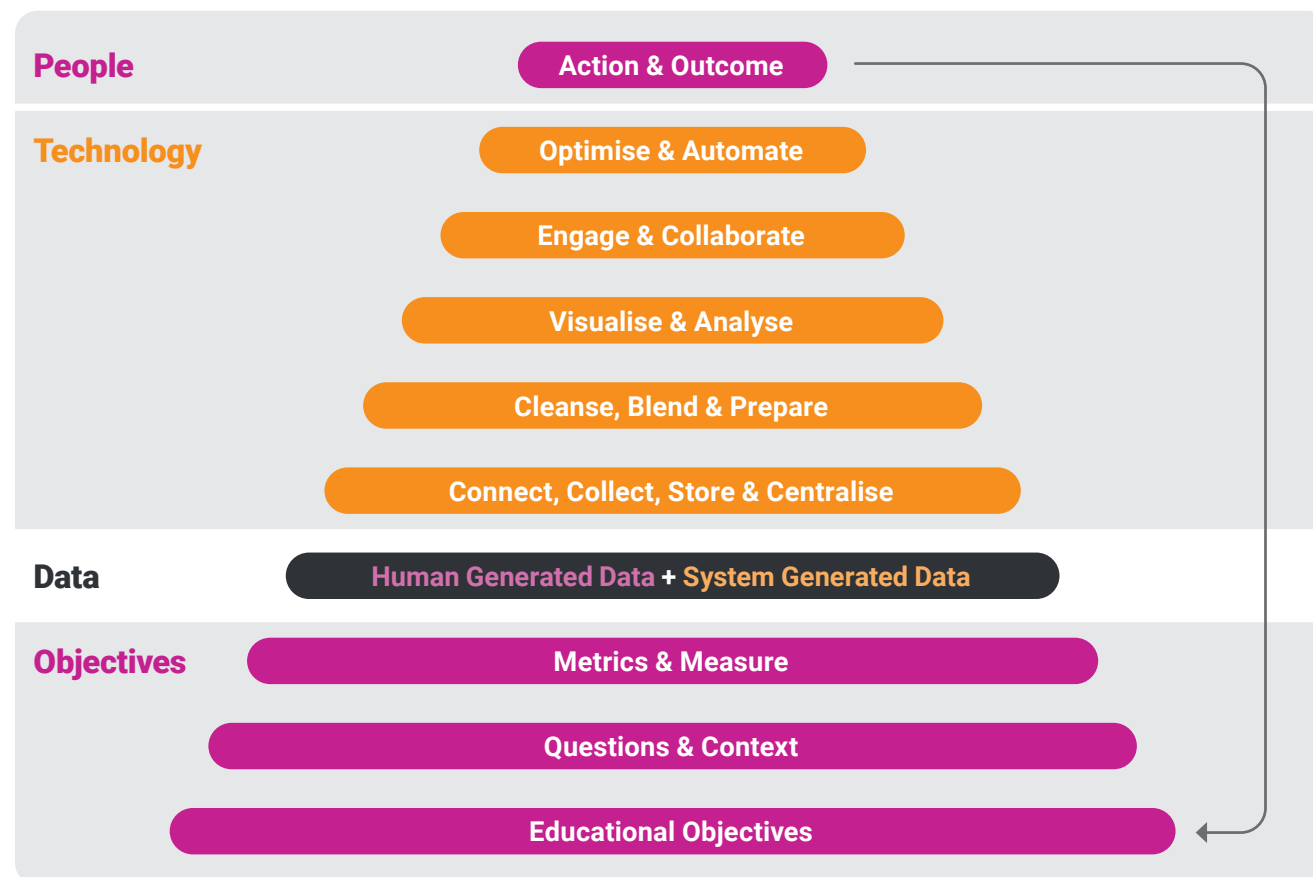 People
Action & Outcome
Technology
Optimise & Automate
Engage & Collaborate
Visualise & Analyse
Cleanse, Blend & Prepare
Connect, Collect, Store & Centralise
Data
Human Generated Data + System Generated Data
Objectives
Metrics & Measure
Questions & Context
Educational Objectives